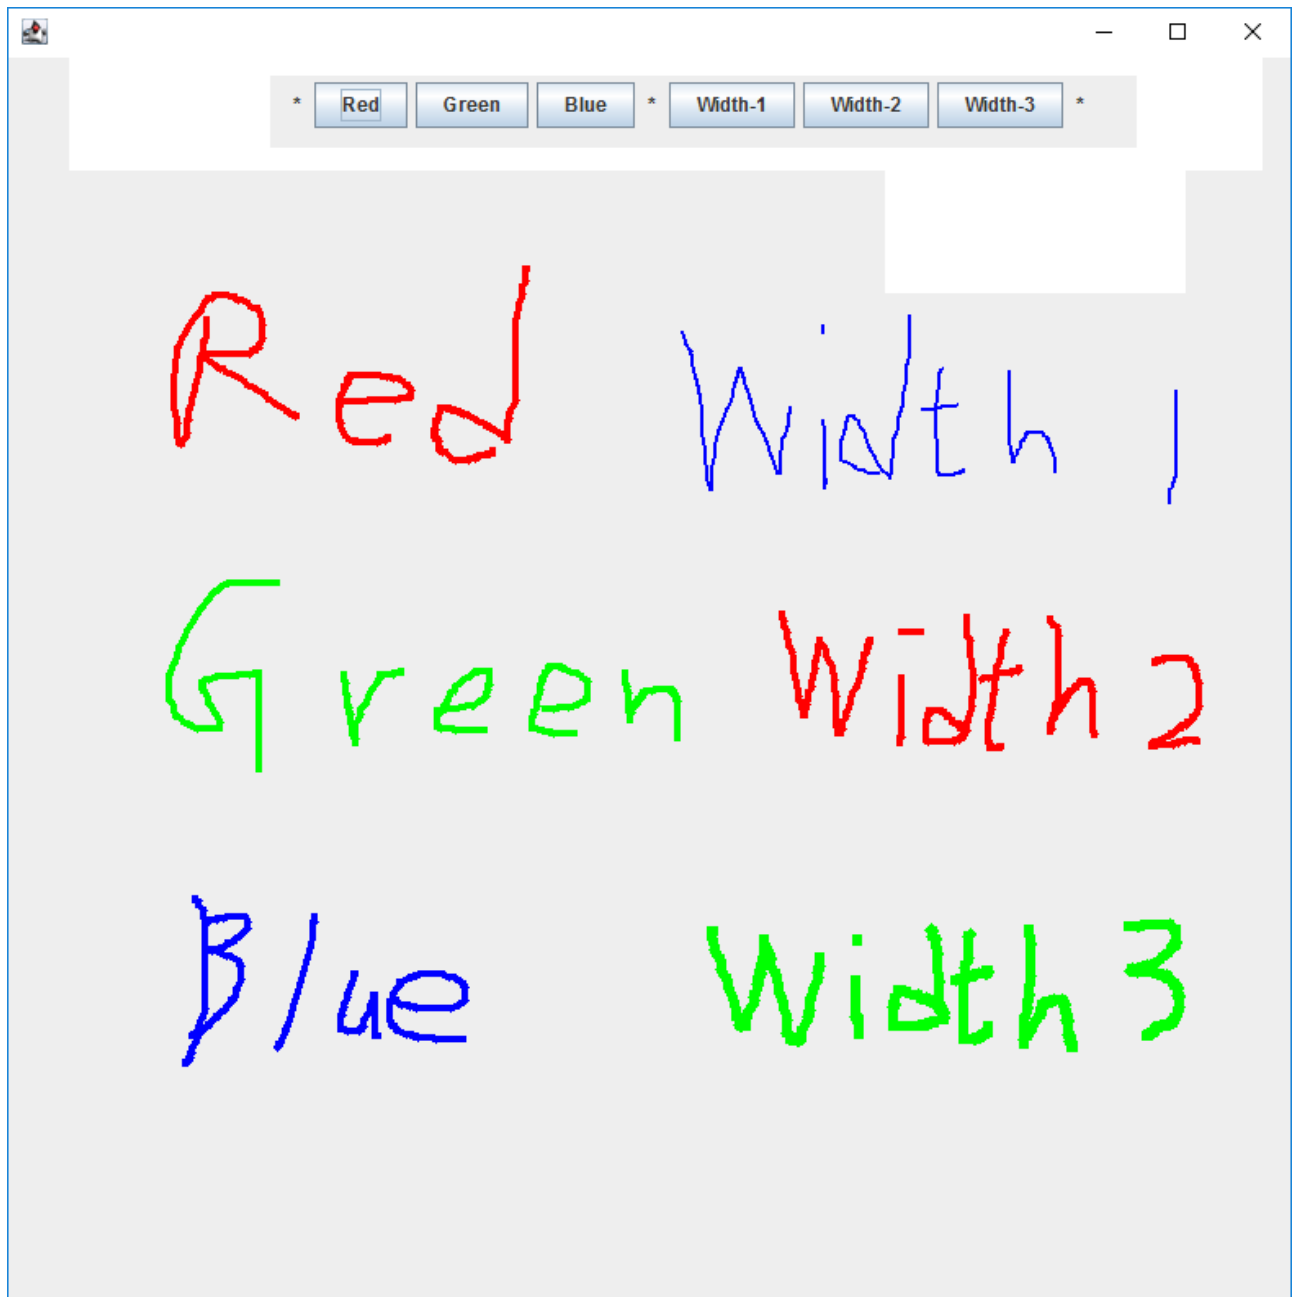 * Red Green Blue * Width-1 Width-2 Width-3 *
Red Width 1
Green Width 2
Blue Width 3